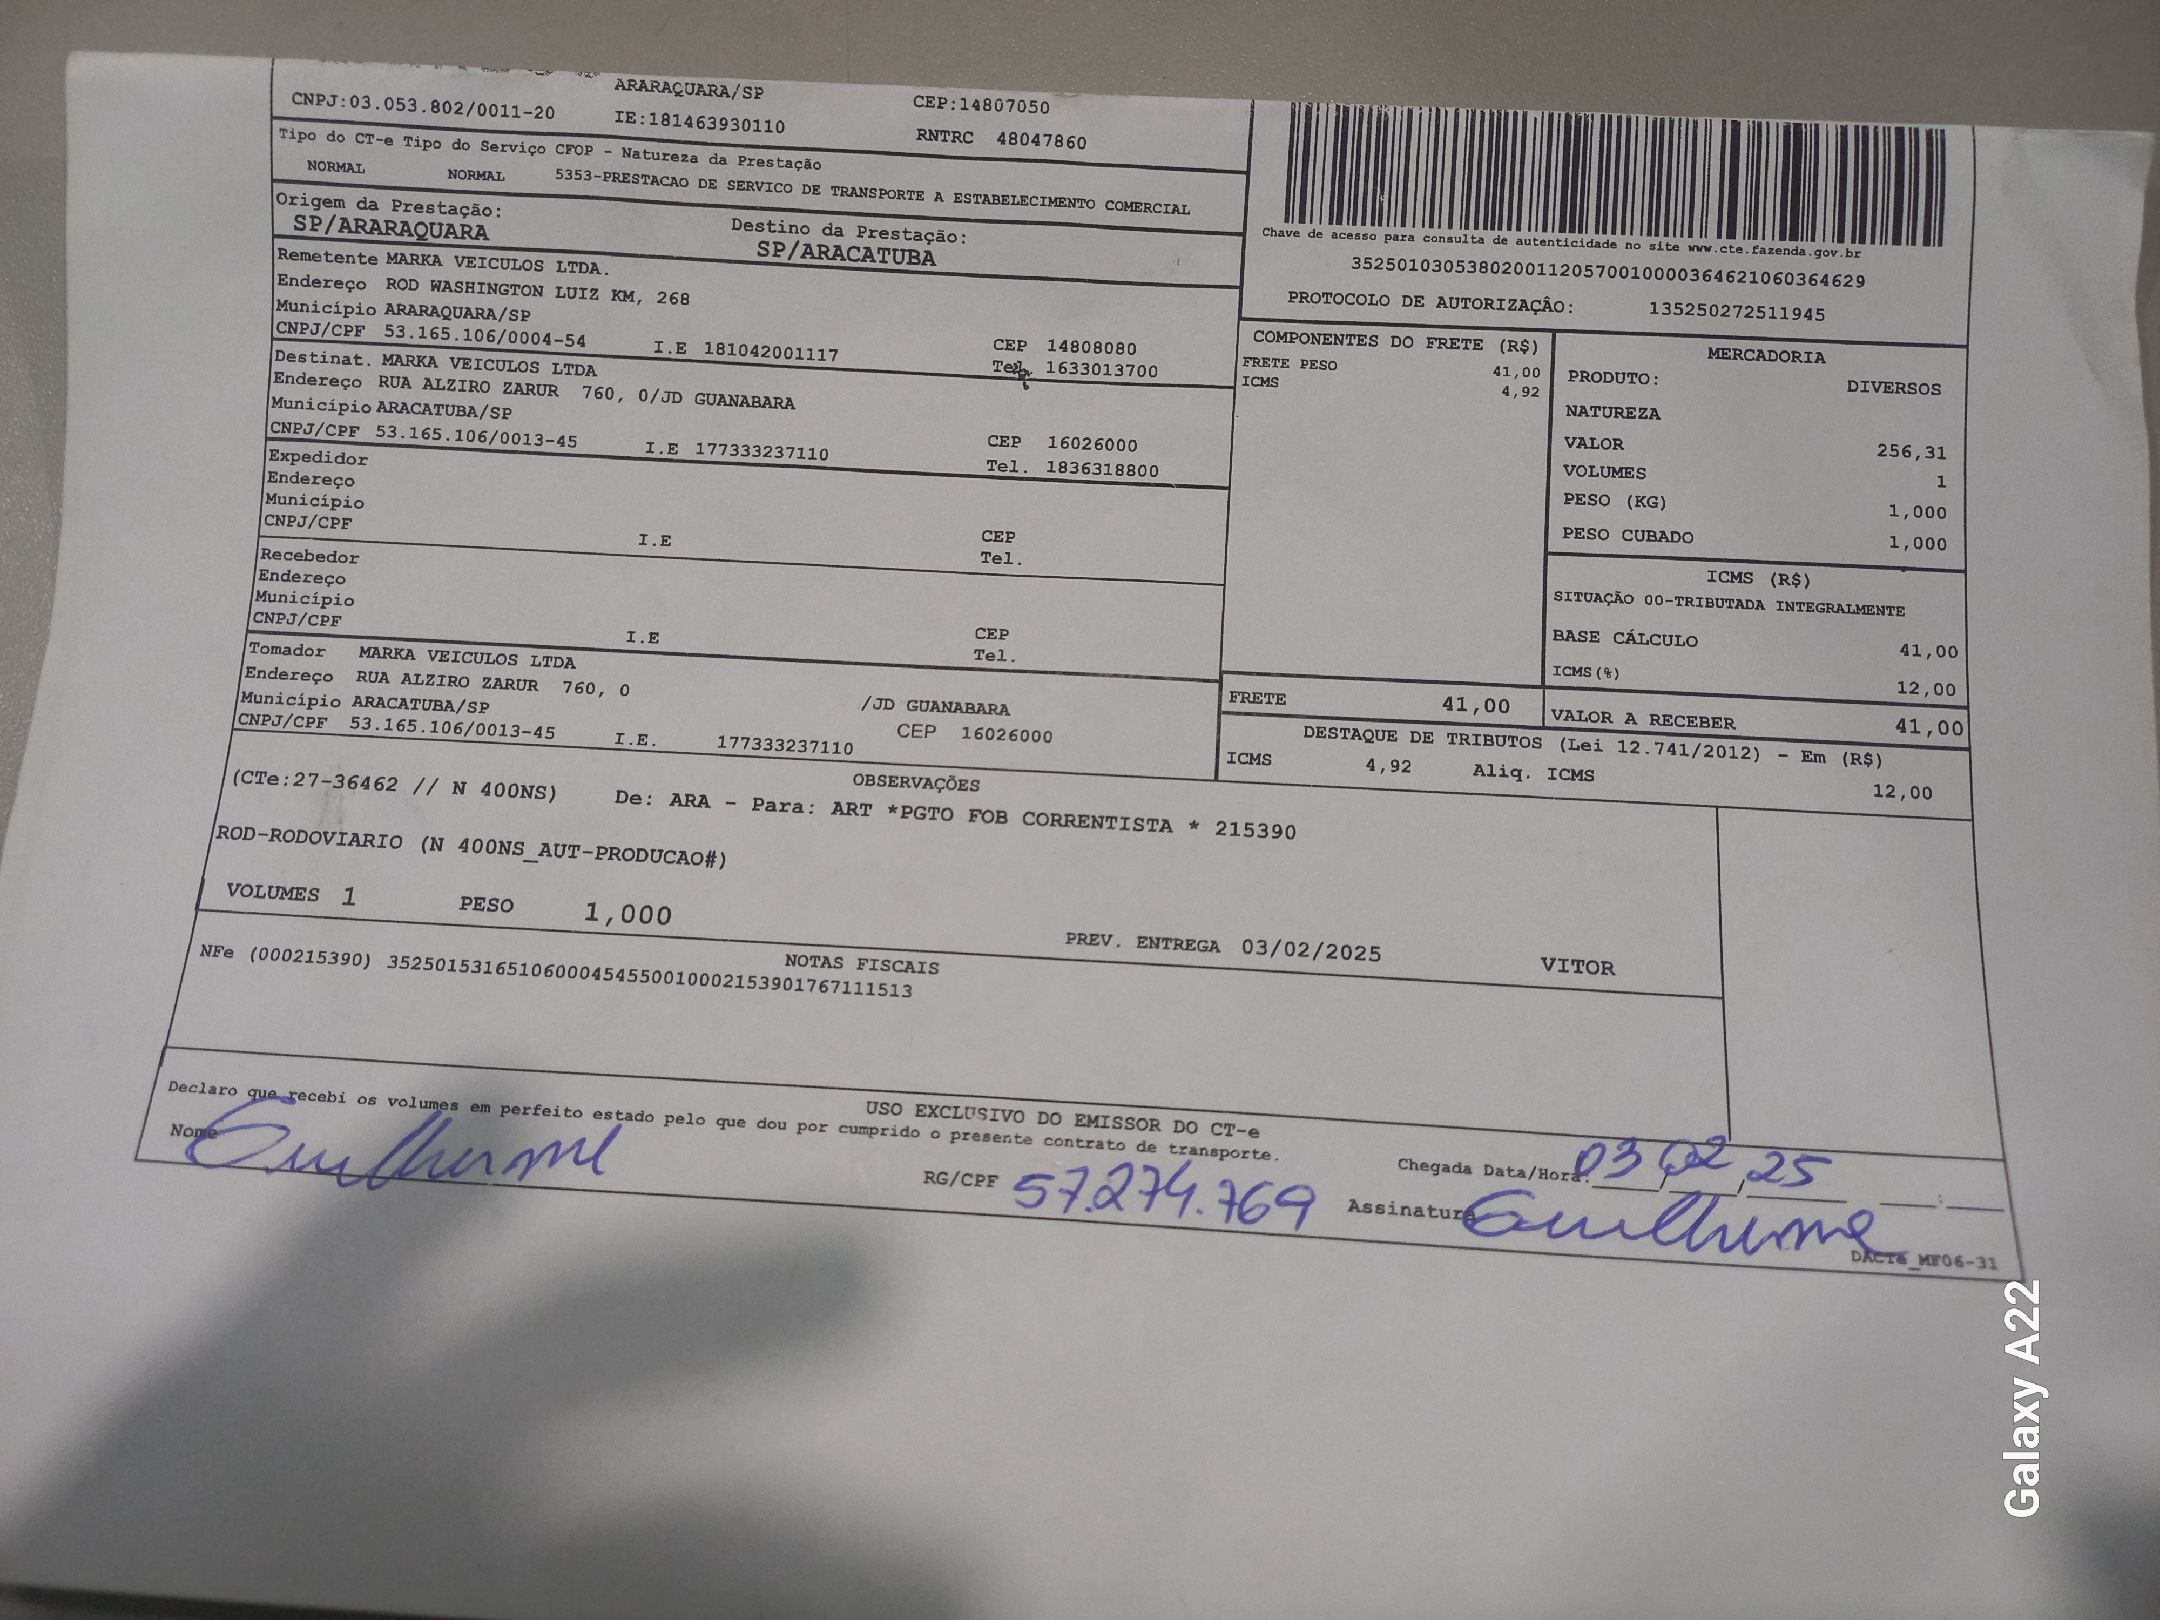 ARARAQUARA/SP CEP:14807050
CNPJ:03.053.802/0011-20 IE:181463930110 RNTRC 48047860
Tipo do CT-e Tipo do Serviço CFOP - Natureza da Prestação
NORMAL NORMAL 5353-PRESTACAO DE SERVICO DE TRANSPORTE A ESTABELECIMENTO COMERCIAL
Origem da Prestação: Destino da Prestação:
SP/ARARAQUARA SP/ARACATUBA
Remetente MARKA VEICULOS LTDA.
Endereço ROD WASHINGTON LUIZ KM, 268
Município ARARAQUARA/SP CEP 14808080
CNPJ/CPF 53.165.106/0004-54 I.E 181042001117 Tel. 1633013700
Destinat. MARKA VEICULOS LTDA
Endereço RUA ALZIRO ZARUR 760, 0/JD GUANABARA
Município ARACATUBA/SP CEP 16026000
CNPJ/CPF 53.165.106/0013-45 I.E 177333237110 Tel. 1836318800
Expedidor
Endereço
Município CEP
CNPJ/CPF I.E Tel.
Recebedor
Endereço
Município CEP
CNPJ/CPF I.E Tel.
Tomador MARKA VEICULOS LTDA
Endereço RUA ALZIRO ZARUR 760, 0 /JD GUANABARA
Município ARACATUBA/SP CEP 16026000
CNPJ/CPF 53.165.106/0013-45 I.E. 177333237110
Chave de acesso para consulta de autenticidade no site www.cte.fazenda.gov.br
35250103053802001120570010000364621060364629
PROTOCOLO DE AUTORIZAÇÂO: 135250272511945
COMPONENTES DO FRETE (R$)
FRETE PESO 41,00
ICMS 4,92
MERCADORIA
PRODUTO: DIVERSOS
NATUREZA
VALOR 256,31
VOLUMES 1
PESO (KG) 1,000
PESO CUBADO 1,000
ICMS (R$)
SITUAÇÃO 00-TRIBUTADA INTEGRALMENTE
BASE CÁLCULO 41,00
ICMS(%) 12,00
FRETE 41,00 VALOR A RECEBER 41,00
DESTAQUE DE TRIBUTOS (Lei 12.741/2012) - Em (R$)
ICMS 4,92 Aliq. ICMS 12,00
OBSERVAÇÕES
(CTe:27-36462 // N 400NS) De: ARA - Para: ART *PGTO FOB CORRENTISTA * 215390
ROD-RODOVIARIO (N 400NS_AUT-PRODUCAO#)
VOLUMES 1 PESO 1,000 PREV. ENTREGA 03/02/2025 VITOR
NOTAS FISCAIS
NFe (000215390) 35250153165106000454550010002153901767111513
USO EXCLUSIVO DO EMISSOR DO CT-e
Declaro que recebi os volumes em perfeito estado pelo que dou por cumprido o presente contrato de transporte.
Nome Guilherme RG/CPF 57.274.769 Chegada Data/Hora: 03/02/25
Assinatura Guilherme
DACTe_MF06-31
Galaxy A22